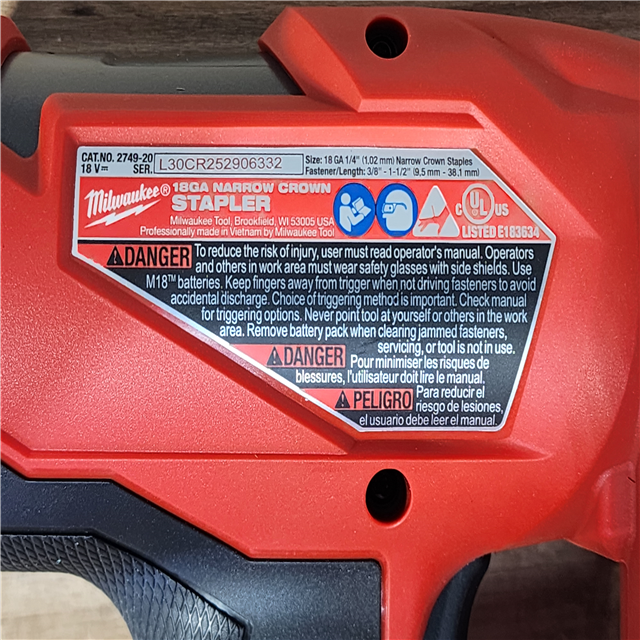 CAT.NO. 2749-20
18 V⎓ SER. L30CR252906332
Size: 18 GA 1/4" (1.02 mm) Narrow Crown Staples
Fastener/Length: 3/8" - 1-1/2" (9,5 mm - 38,1 mm)
Milwaukee®
18GA NARROW CROWN
STAPLER
Milwaukee Tool, Brookfield, WI 53005 USA
Professionally made in Vietnam by Milwaukee Tool
C UL US
LISTED E183634
DANGER To reduce the risk of injury, user must read operator's manual. Operators
and others in work area must wear safety glasses with side shields. Use
M18™ batteries. Keep fingers away from trigger when not driving fasteners to avoid
accidental discharge. Choice of triggering method is important. Check manual
for triggering options. Never point tool at yourself or others in the work
area. Remove battery pack when clearing jammed fasteners,
servicing, or tool is not in use.
DANGER Pour minimiser les risques de
blessures, l'utilisateur doit lire le manual.
PELIGRO Para reducir el
riesgo de lesiones,
el usuario debe leer el manual.